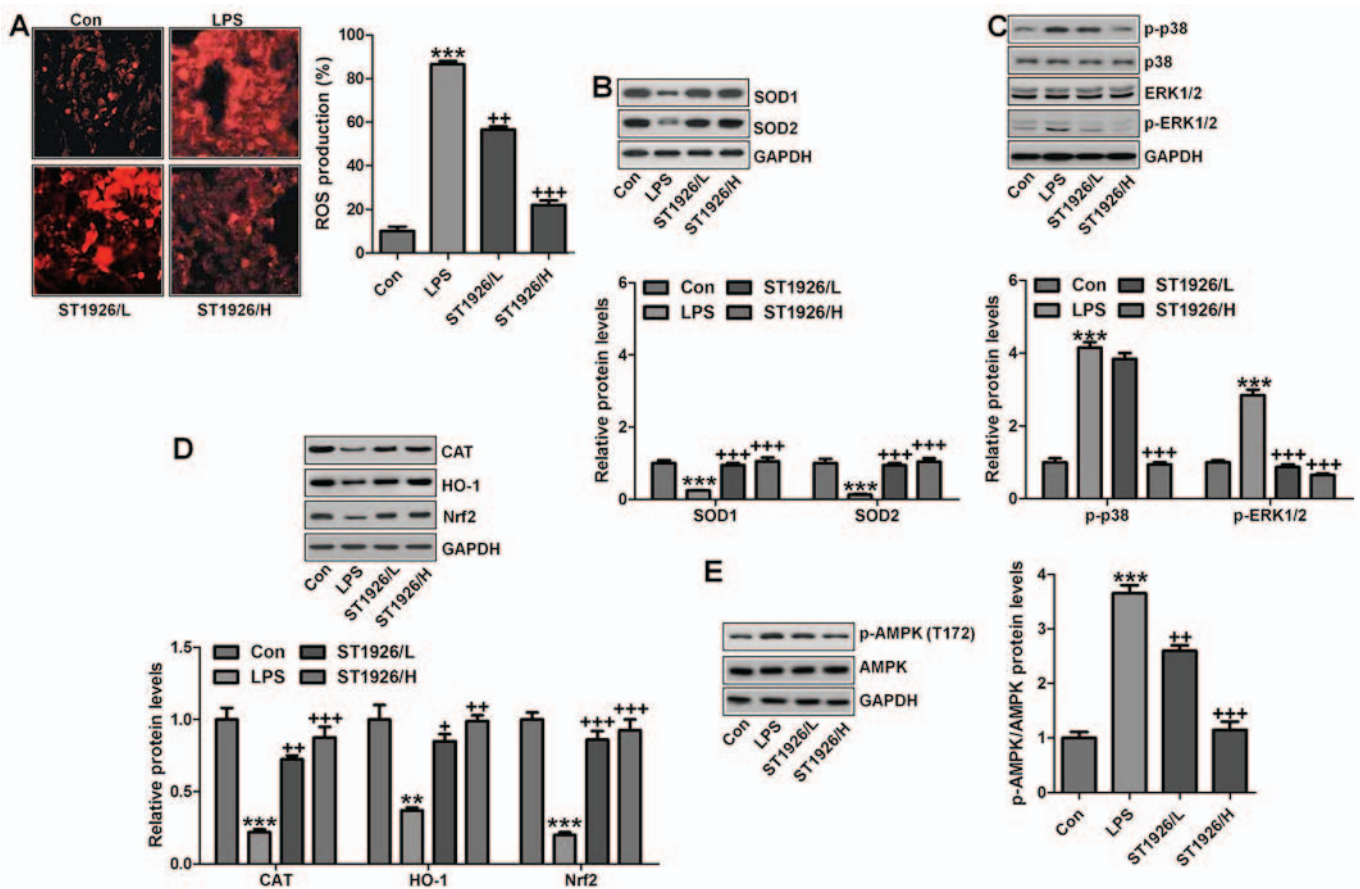 A
Con
LPS
ST1926/L
ST1926/H
ROS production (%)
100
80
60
40
20
0
***
++
+++
Con
LPS
ST1926/L
ST1926/H
B
SOD1
SOD2
GAPDH
Con
LPS
ST1926/L
ST1926/H
Relative protein levels
6
4
2
0
Con
LPS
ST1926/L
ST1926/H
***
+++
+++
***
+++
+++
SOD1
SOD2
C
p-p38
p38
ERK1/2
p-ERK1/2
GAPDH
Con
LPS
ST1926/L
ST1926/H
Relative protein levels
6
4
2
0
Con
LPS
ST1926/L
ST1926/H
***
+++
***
+++
+++
p-p38
p-ERK1/2
D
CAT
HO-1
Nrf2
GAPDH
Con
LPS
ST1926/L
ST1926/H
Relative protein levels
1.5
1.0
0.5
0.0
Con
LPS
ST1926/L
ST1926/H
***
++
+++
**
+
++
***
+++
+++
CAT
HO-1
Nrf2
E
p-AMPK (T172)
AMPK
GAPDH
Con
LPS
ST1926/L
ST1926/H
p-AMPK/AMPK protein levels
4
3
2
1
0
***
++
+++
Con
LPS
ST1926/L
ST1926/H